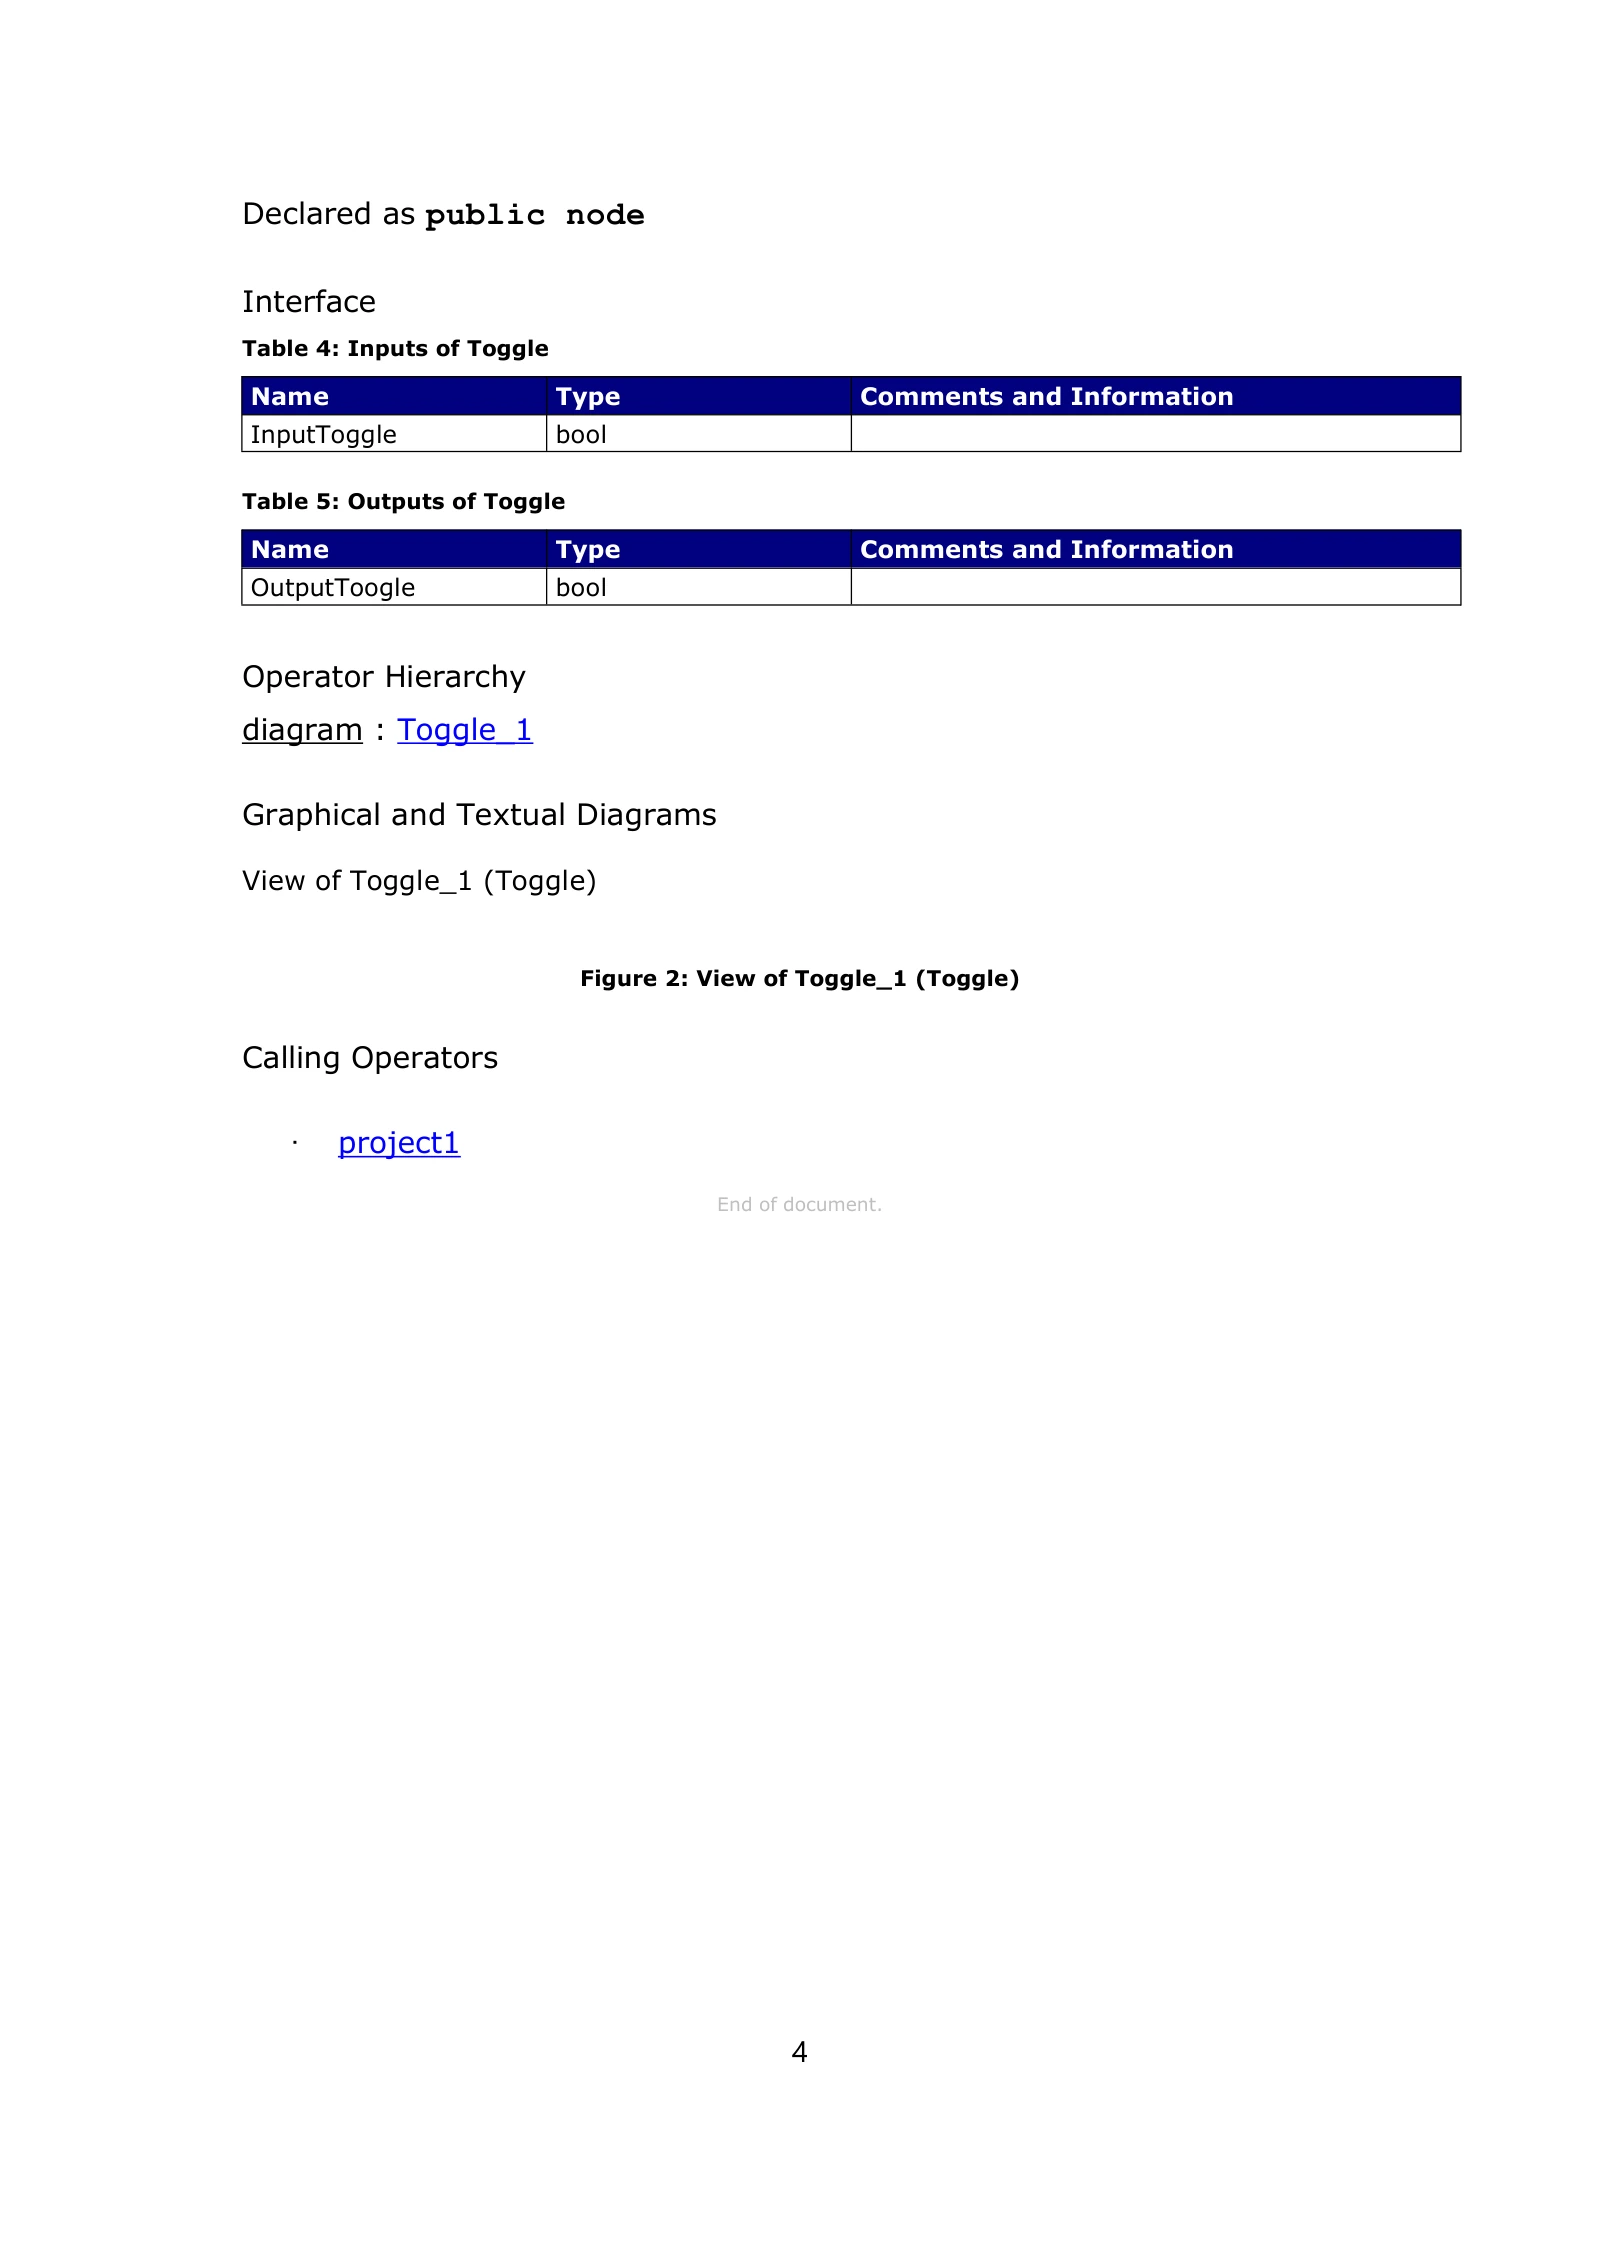 Declared as public node
Interface
Table 4: Inputs of Toggle
Name Type Comments and Information
InputToggle bool
Table 5: Outputs of Toggle
Name Type Comments and Information
OutputToogle bool
Operator Hierarchy
diagram : Toggle_1
Graphical and Textual Diagrams
View of Toggle_1 (Toggle)
Figure 2: View of Toggle_1 (Toggle)
Calling Operators
· project1
End of document.
4